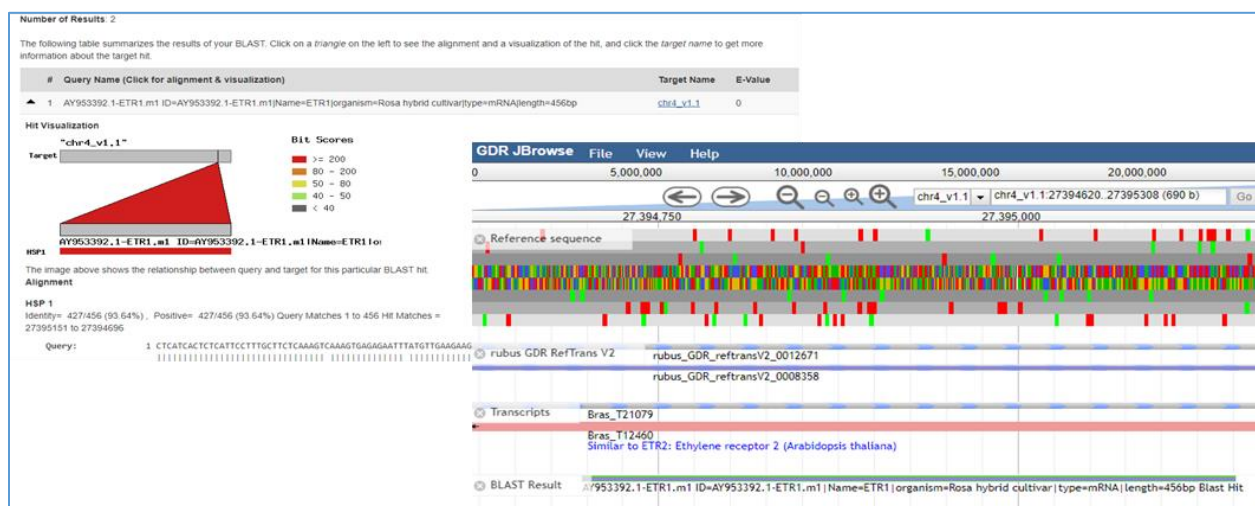 Number of Results: 2
The following table summarizes the results of your BLAST. Click on a triangle on the left to see the alignment and a visualization of the hit, and click the target name to get more
information about the target hit.
# Query Name (Click for alignment & visualization) Target Name E-Value
1 AY953392.1-ETR1.m1 ID=AY953392.1-ETR1.m1|Name=ETR1|organism=Rosa hybrid cultivar|type=mRNA|length=456bp chr4_v1.1 0
Hit Visualization
"chr4_v1.1"
Target
Bit Scores
>= 200
80 - 200
50 - 80
40 - 50
< 40
AY953392.1-ETR1.m1 ID=AY953392.1-ETR1.m1|Name=ETR1|o
HSP1
The image above shows the relationship between query and target for this particular BLAST hit.
Alignment
HSP 1
Identity= 427/456 (93.64%) , Positive= 427/456 (93.64%) Query Matches 1 to 456 Hit Matches =
27395151 to 27394696
Query: 1 CTCATCACTCTCATTCCTTTGCTTCTCAAAGTCAAAGTGAGAGAATTTATGTTGAAGAAG
GDR JBrowse File View Help
0 5,000,000 10,000,000 15,000,000 20,000,000
chr4_v1.1 chr4_v1.1:27394620..27395308 (690 b) Go
27,394,750 27,395,000
Reference sequence
rubus GDR RefTrans V2
rubus_GDR_reftransV2_0012671
rubus_GDR_reftransV2_0008358
Transcripts
Bras_T21079
Bras_T12460
Similar to ETR2: Ethylene receptor 2 (Arabidopsis thaliana)
BLAST Result
AY953392.1-ETR1.m1 ID=AY953392.1-ETR1.m1|Name=ETR1|organism=Rosa hybrid cultivar|type=mRNA|length=456bp Blast Hit